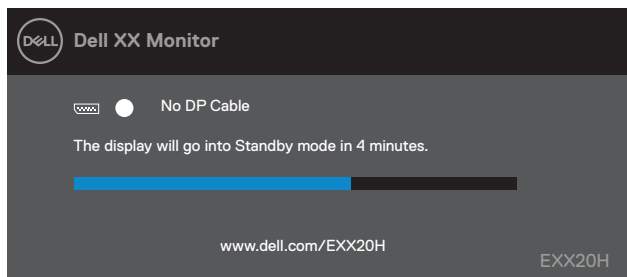 DELL Dell XX Monitor
No DP Cable
The display will go into Standby mode in 4 minutes.
www.dell.com/EXX20H
EXX20H